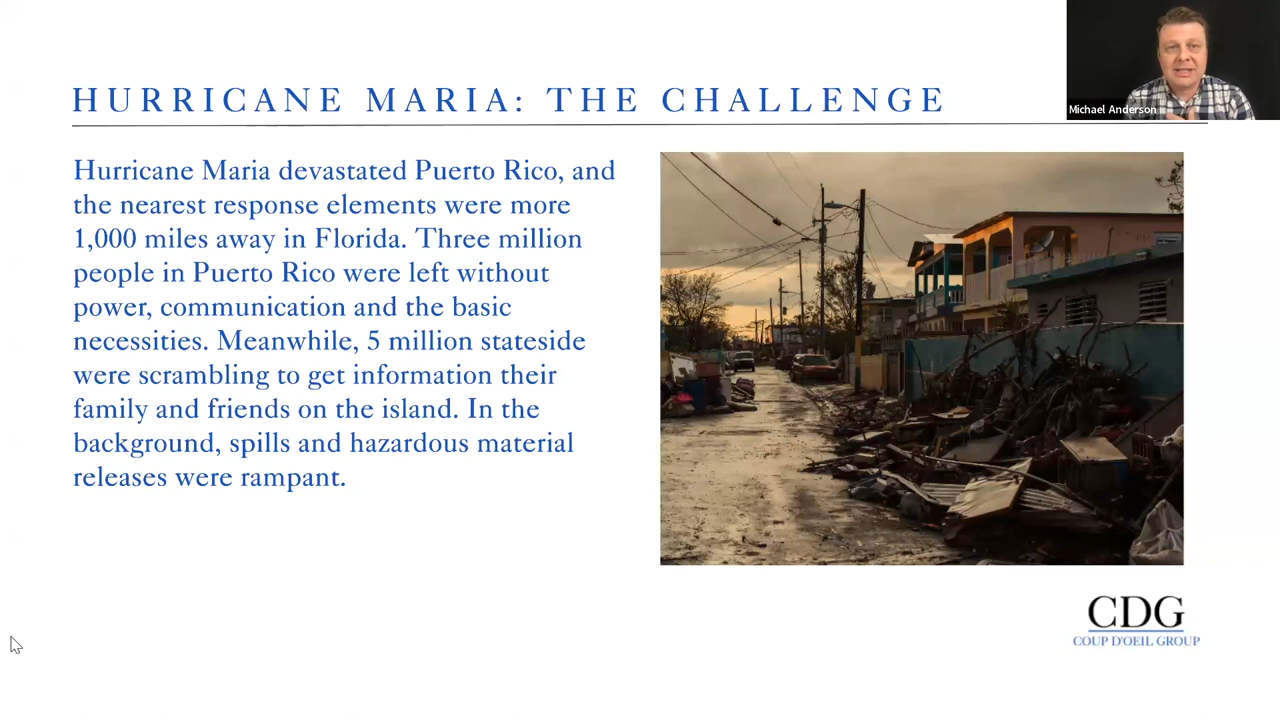 HURRICANE MARIA: THE CHALLENGE
Michael Anderson
Hurricane Maria devastated Puerto Rico, and
the nearest response elements were more
1,000 miles away in Florida. Three million
people in Puerto Rico were left without
power, communication and the basic
necessities. Meanwhile, 5 million stateside
were scrambling to get information their
family and friends on the island. In the
background, spills and hazardous material
releases were rampant.
CDG
COUP D'OEIL GROUP